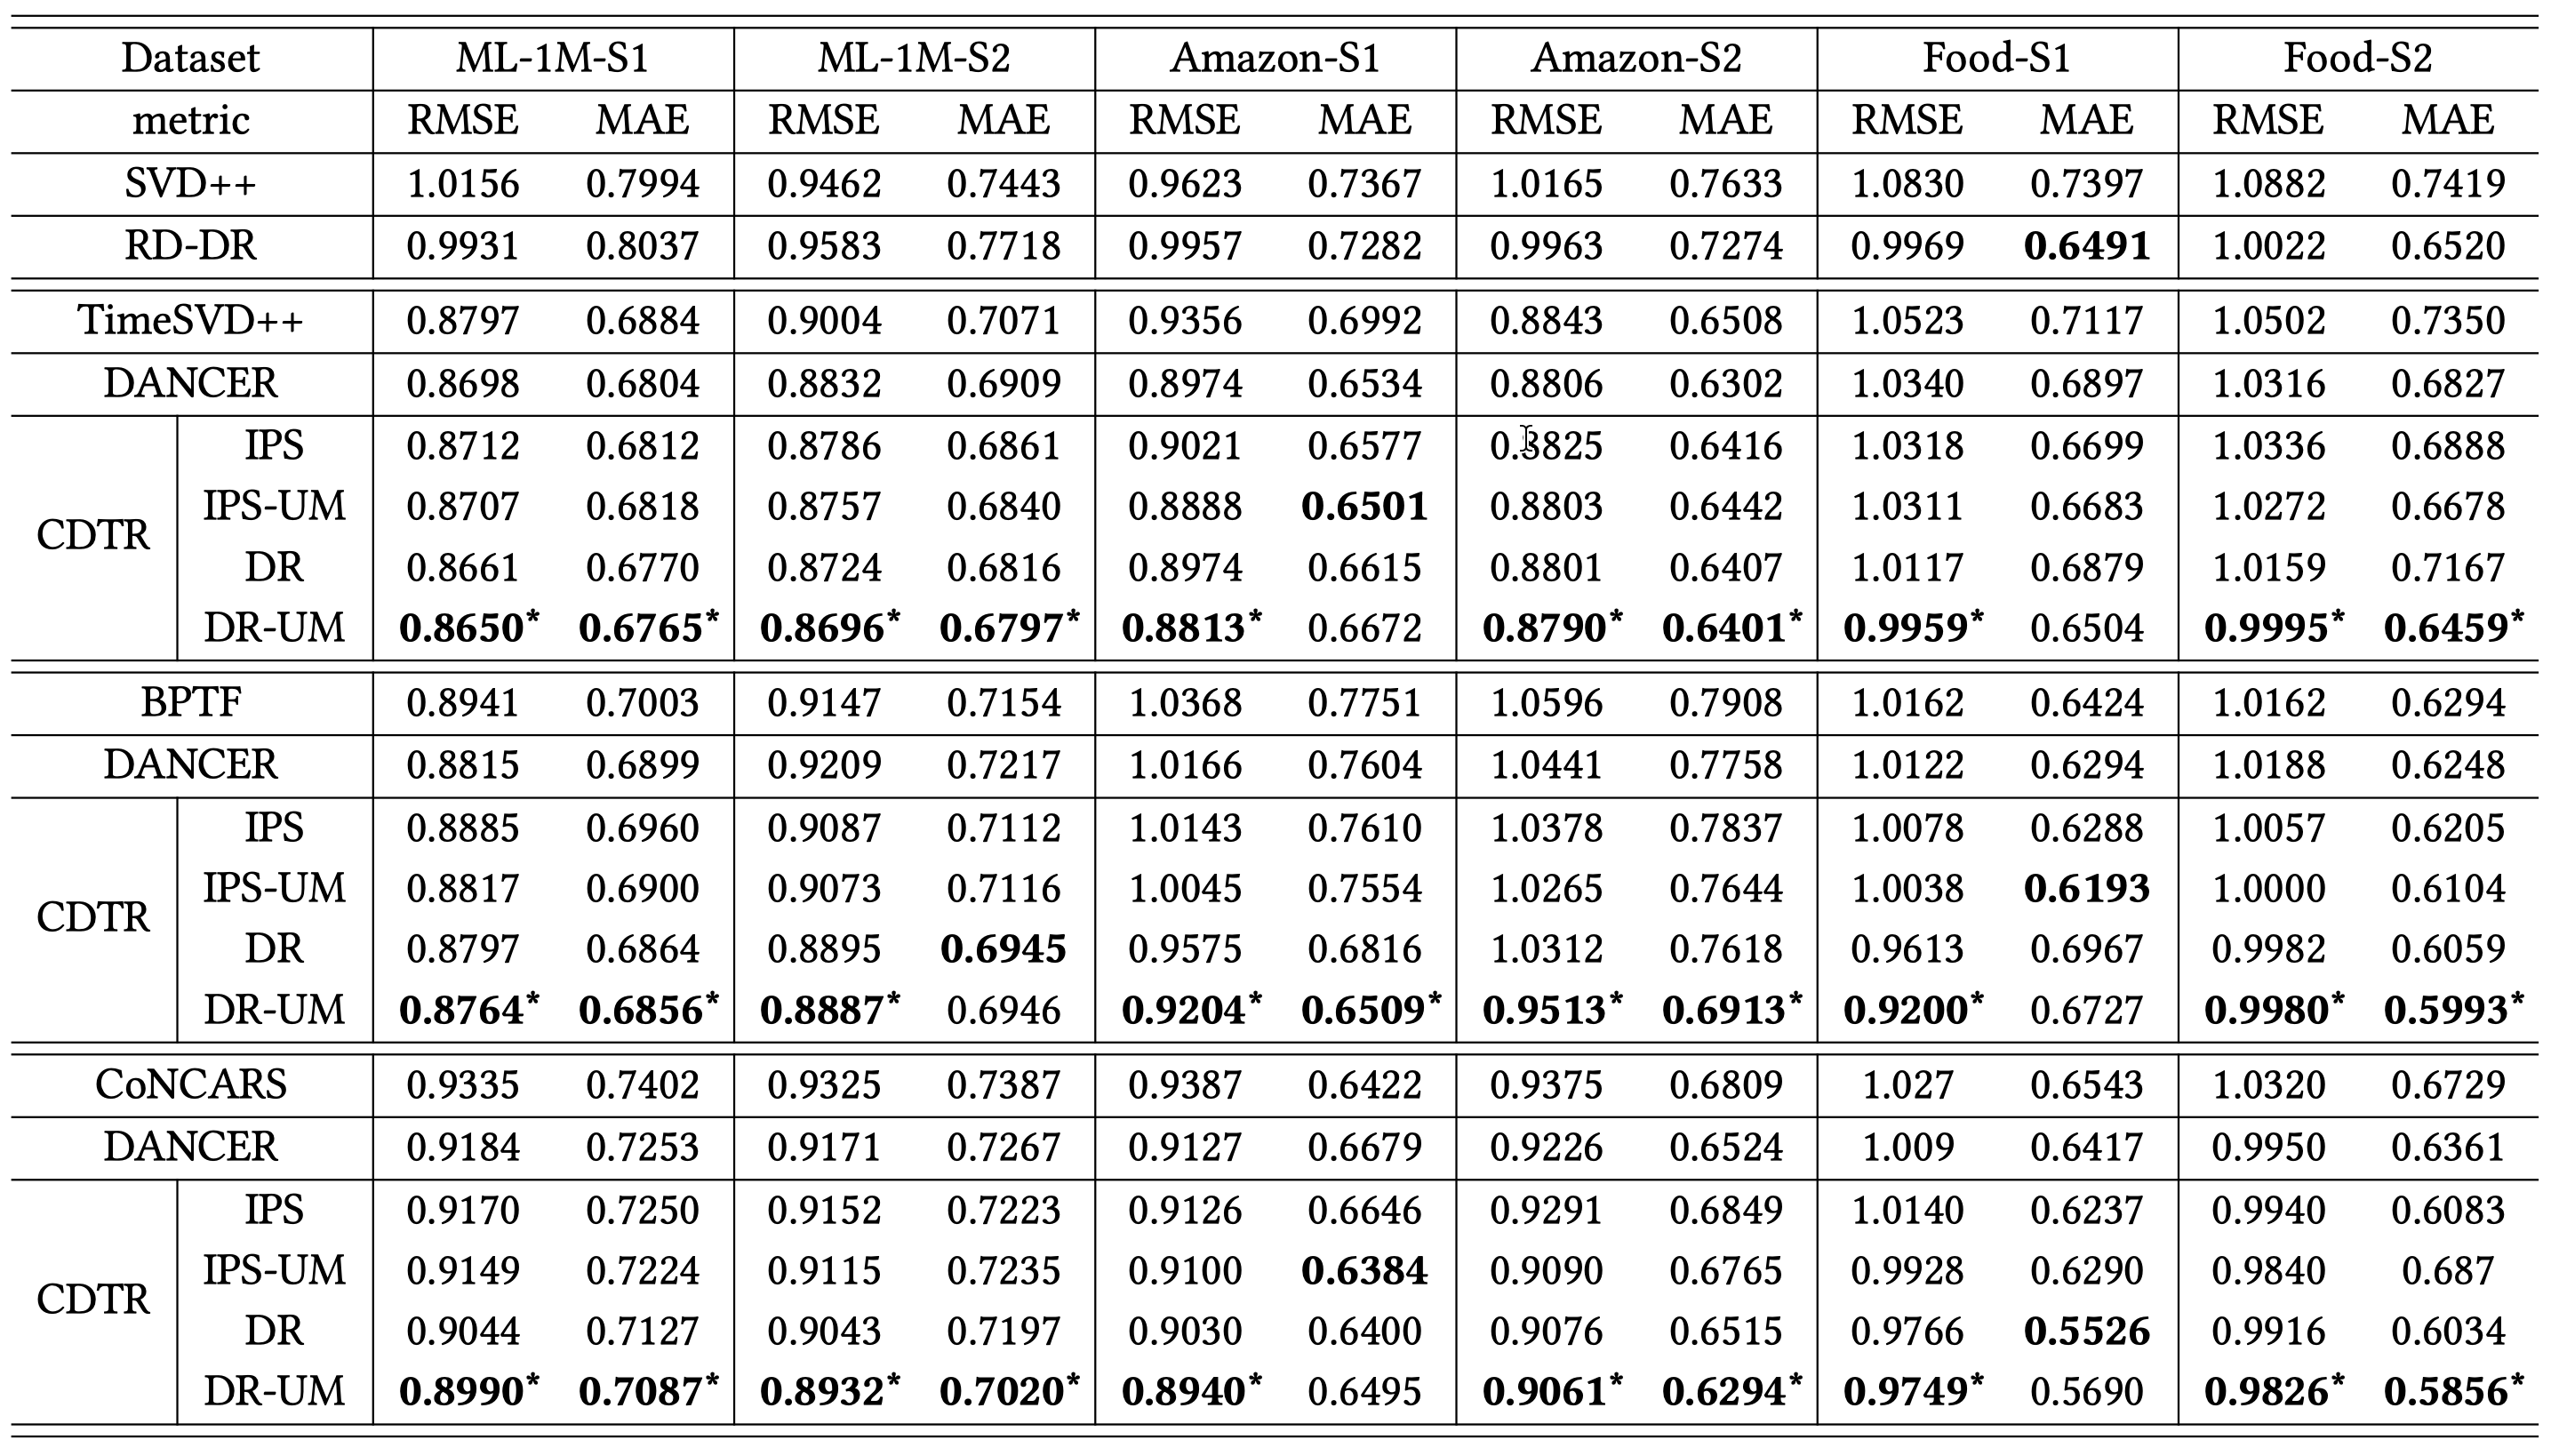 Dataset ML-1M-S1 ML-1M-S2 Amazon-S1 Amazon-S2 Food-S1 Food-S2
metric RMSE MAE RMSE MAE RMSE MAE RMSE MAE RMSE MAE RMSE MAE
SVD++ 1.0156 0.7994 0.9462 0.7443 0.9623 0.7367 1.0165 0.7633 1.0830 0.7397 1.0882 0.7419
RD-DR 0.9931 0.8037 0.9583 0.7718 0.9957 0.7282 0.9963 0.7274 0.9969 0.6491 1.0022 0.6520
TimeSVD++ 0.8797 0.6884 0.9004 0.7071 0.9356 0.6992 0.8843 0.6508 1.0523 0.7117 1.0502 0.7350
DANCER 0.8698 0.6804 0.8832 0.6909 0.8974 0.6534 0.8806 0.6302 1.0340 0.6897 1.0316 0.6827
CDTR
IPS 0.8712 0.6812 0.8786 0.6861 0.9021 0.6577 0.8825 0.6416 1.0318 0.6699 1.0336 0.6888
IPS-UM 0.8707 0.6818 0.8757 0.6840 0.8888 0.6501 0.8803 0.6442 1.0311 0.6683 1.0272 0.6678
DR 0.8661 0.6770 0.8724 0.6816 0.8974 0.6615 0.8801 0.6407 1.0117 0.6879 1.0159 0.7167
DR-UM 0.8650* 0.6765* 0.8696* 0.6797* 0.8813* 0.6672 0.8790* 0.6401* 0.9959* 0.6504 0.9995* 0.6459*
BPTF 0.8941 0.7003 0.9147 0.7154 1.0368 0.7751 1.0596 0.7908 1.0162 0.6424 1.0162 0.6294
DANCER 0.8815 0.6899 0.9209 0.7217 1.0166 0.7604 1.0441 0.7758 1.0122 0.6294 1.0188 0.6248
CDTR
IPS 0.8885 0.6960 0.9087 0.7112 1.0143 0.7610 1.0378 0.7837 1.0078 0.6288 1.0057 0.6205
IPS-UM 0.8817 0.6900 0.9073 0.7116 1.0045 0.7554 1.0265 0.7644 1.0038 0.6193 1.0000 0.6104
DR 0.8797 0.6864 0.8895 0.6945 0.9575 0.6816 1.0312 0.7618 0.9613 0.6967 0.9982 0.6059
DR-UM 0.8764* 0.6856* 0.8887* 0.6946 0.9204* 0.6509* 0.9513* 0.6913* 0.9200* 0.6727 0.9980* 0.5993*
CoNCARS 0.9335 0.7402 0.9325 0.7387 0.9387 0.6422 0.9375 0.6809 1.027 0.6543 1.0320 0.6729
DANCER 0.9184 0.7253 0.9171 0.7267 0.9127 0.6679 0.9226 0.6524 1.009 0.6417 0.9950 0.6361
CDTR
IPS 0.9170 0.7250 0.9152 0.7223 0.9126 0.6646 0.9291 0.6849 1.0140 0.6237 0.9940 0.6083
IPS-UM 0.9149 0.7224 0.9115 0.7235 0.9100 0.6384 0.9090 0.6765 0.9928 0.6290 0.9840 0.687
DR 0.9044 0.7127 0.9043 0.7197 0.9030 0.6400 0.9076 0.6515 0.9766 0.5526 0.9916 0.6034
DR-UM 0.8990* 0.7087* 0.8932* 0.7020* 0.8940* 0.6495 0.9061* 0.6294* 0.9749* 0.5690 0.9826* 0.5856*